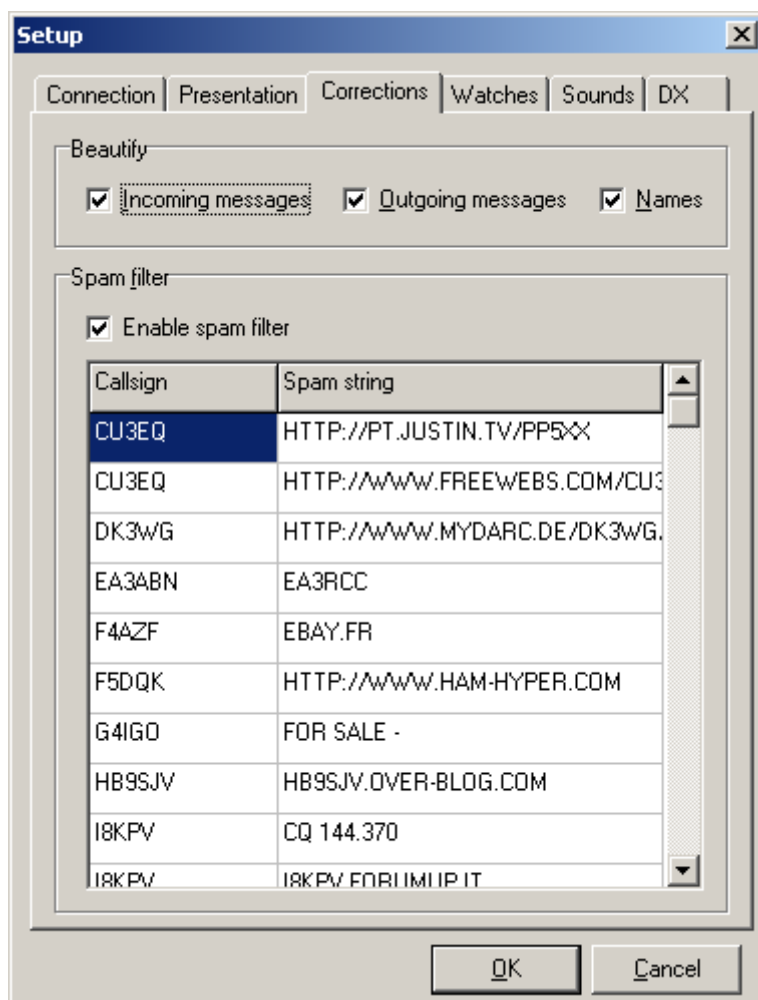 Setup
Connection Presentation Corrections Watches Sounds DX
Beautify
Incoming messages Outgoing messages Names
Spam filter
Enable spam filter
Callsign Spam string
CU3EQ HTTP://PT.JUSTIN.TV/PP5XX
CU3EQ HTTP://WWW.FREEWEBS.COM/CU3
DK3WG HTTP://WWW.MYDARC.DE/DK3WG.
EA3ABN EA3RCC
F4AZF EBAY.FR
F5DQK HTTP://WWW.HAM-HYPER.COM
G4IGO FOR SALE -
HB9SJV HB9SJV.OVER-BLOG.COM
I8KPV CQ 144.370
I8KPV I8KPV.FORUMUP.IT
OK Cancel